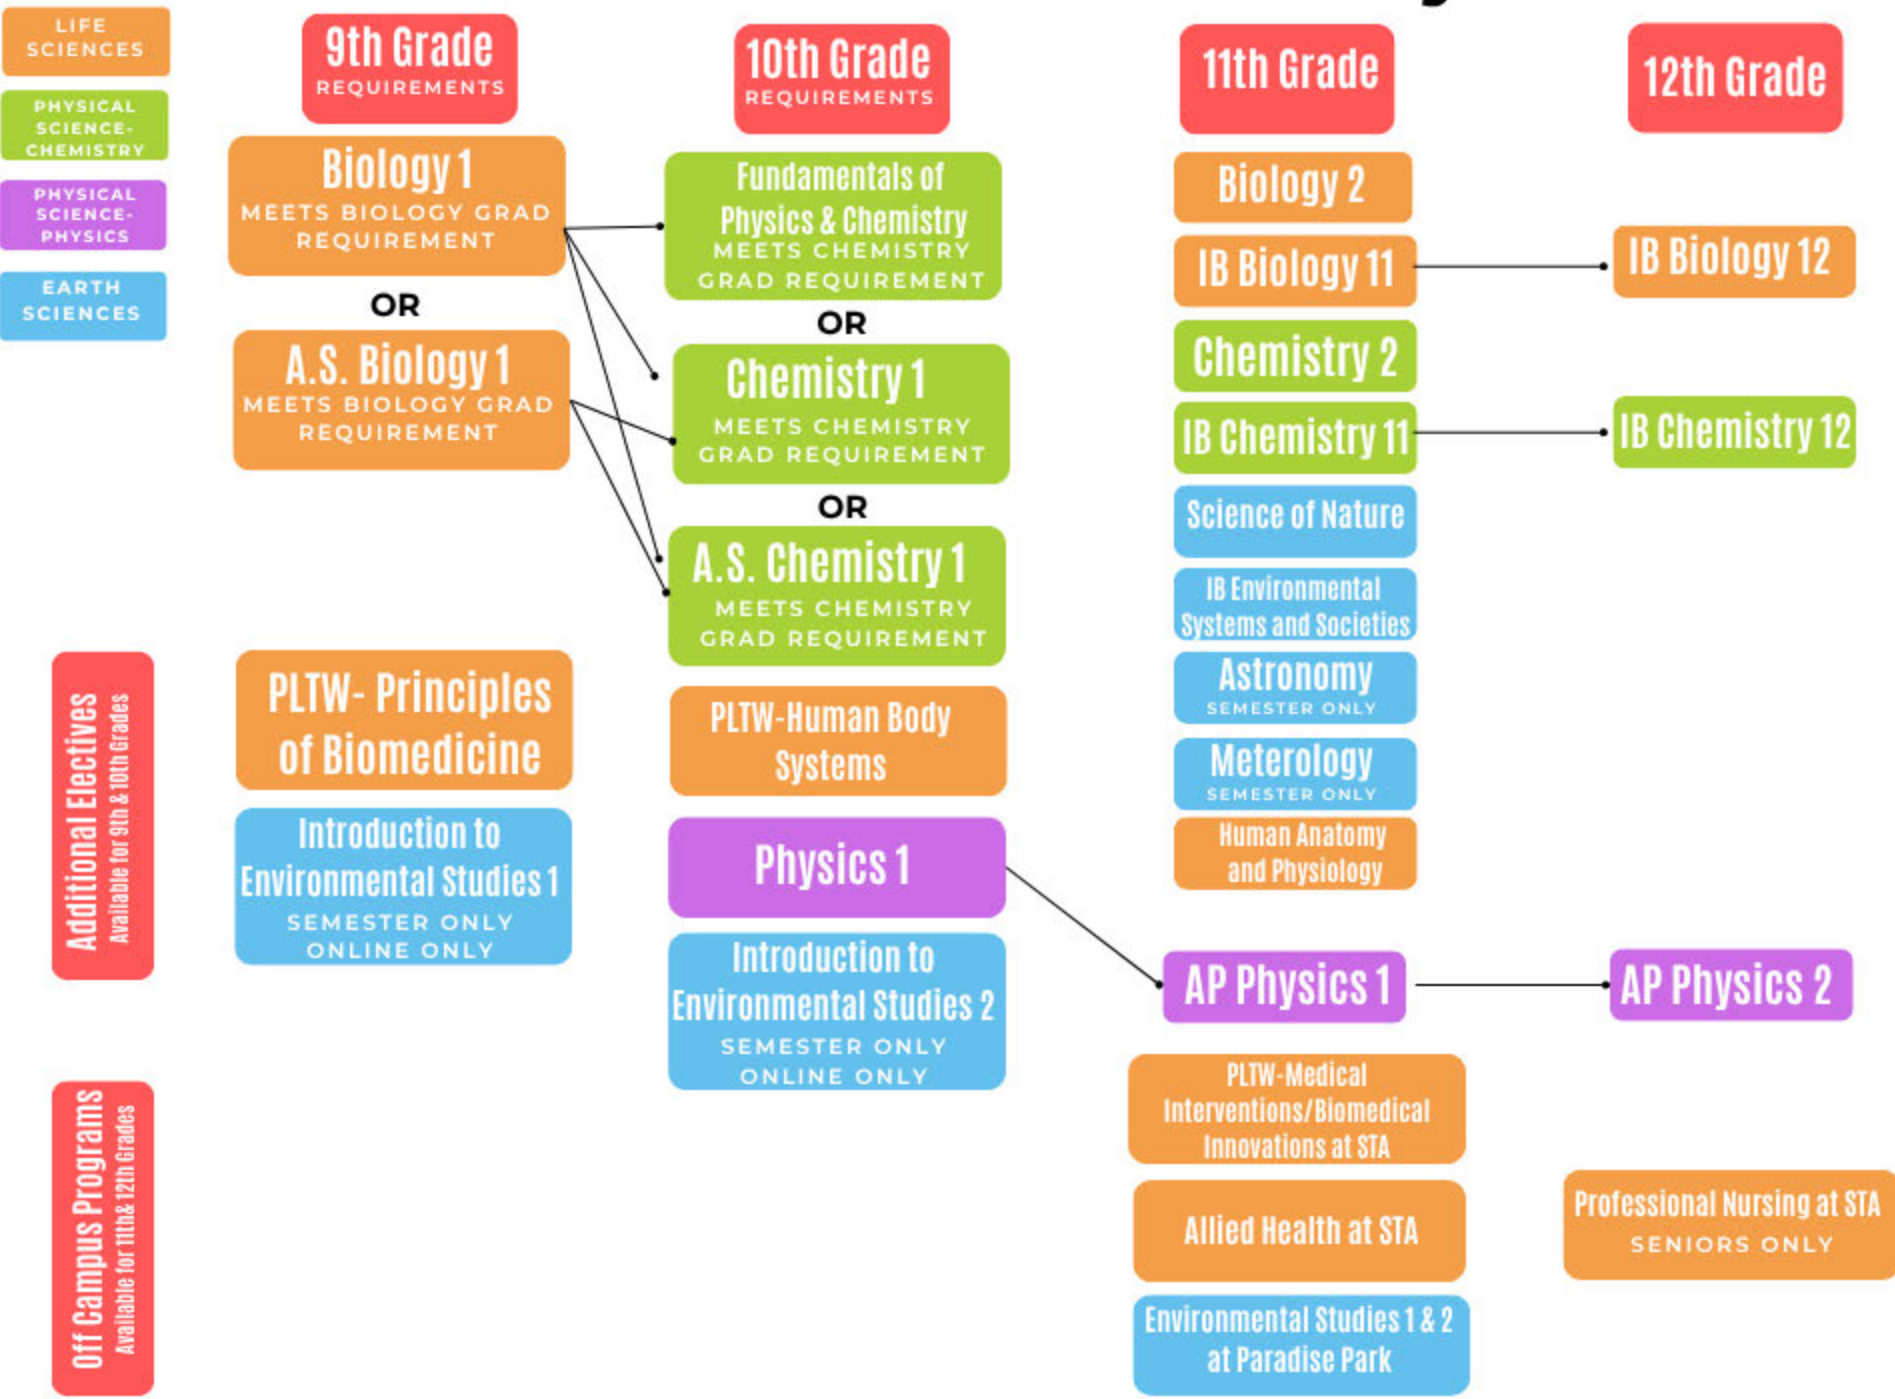 LIFE
SCIENCES
PHYSICAL
SCIENCE-
CHEMISTRY
PHYSICAL
SCIENCE-
PHYSICS
EARTH
SCIENCES
9th Grade
REQUIREMENTS
Biology 1
MEETS BIOLOGY GRAD
REQUIREMENT
OR
A.S. Biology 1
MEETS BIOLOGY GRAD
REQUIREMENT
10th Grade
REQUIREMENTS
Fundamentals of
Physics & Chemistry
MEETS CHEMISTRY
GRAD REQUIREMENT
OR
Chemistry 1
MEETS CHEMISTRY
GRAD REQUIREMENT
OR
A.S. Chemistry 1
MEETS CHEMISTRY
GRAD REQUIREMENT
11th Grade
Biology 2
IB Biology 11
Chemistry 2
IB Chemistry 11
Science of Nature
IB Environmental
Systems and Societies
Astronomy
SEMESTER ONLY
Meterology
SEMESTER ONLY
Human Anatomy
and Physiology
12th Grade
IB Biology 12
IB Chemistry 12
Additional Electives
Available for 9th & 10th Grades
PLTW- Principles
of Biomedicine
Introduction to
Environmental Studies 1
SEMESTER ONLY
ONLINE ONLY
PLTW-Human Body
Systems
Physics 1
Introduction to
Environmental Studies 2
SEMESTER ONLY
ONLINE ONLY
AP Physics 1
AP Physics 2
Off Campus Programs
Available for 11th& 12th Grades
PLTW-Medical
Interventions/Biomedical
Innovations at STA
Allied Health at STA
Environmental Studies 1 & 2
at Paradise Park
Professional Nursing at STA
SENIORS ONLY